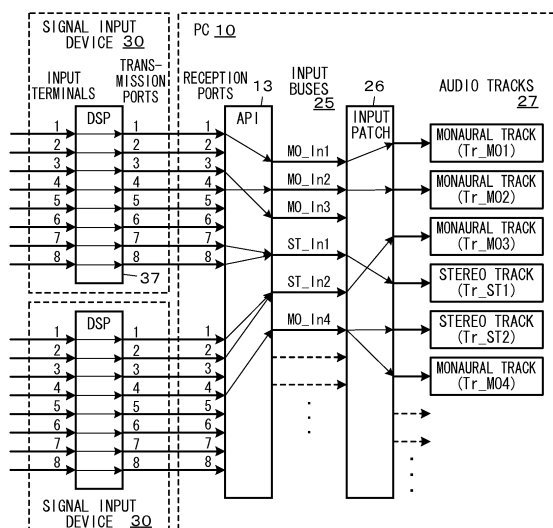 SIGNAL INPUT
DEVICE 30
PC 10
INPUT
TERMINALS
TRANS-
MISSION
PORTS
RECEPTION
PORTS
13
INPUT
BUSES
25
26
AUDIO TRACKS
27
DSP
API
INPUT
PATCH
1 1 1
2 2 2
3 3 3
4 4 4
5 5 5
6 6 6
7 7 7
8 8 8
37
MO_In1
MO_In2
MO_In3
ST_In1
ST_In2
MO_In4
MONAURAL TRACK
(Tr_MO1)
MONAURAL TRACK
(Tr_MO2)
MONAURAL TRACK
(Tr_MO3)
STEREO TRACK
(Tr_ST1)
STEREO TRACK
(Tr_ST2)
MONAURAL TRACK
(Tr_MO4)
DSP
1 1 1
2 2 2
3 3 3
4 4 4
5 5 5
6 6 6
7 7 7
8 8 8
SIGNAL INPUT
DEVICE 30